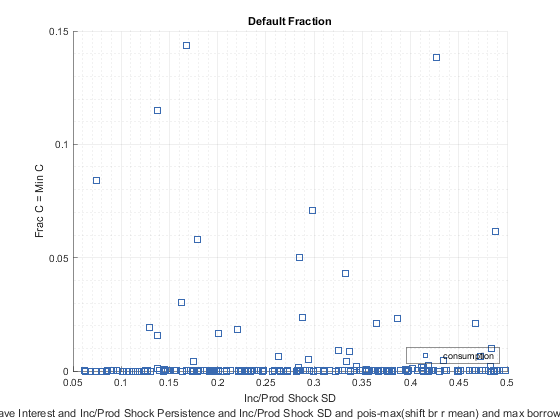 Default Fraction
0.15
0.1
0.05
0
Frac C = Min C
consumption
0.05 0.1 0.15 0.2 0.25 0.3 0.35 0.4 0.45 0.5
Inc/Prod Shock SD
ave Interest and Inc/Prod Shock Persistence and Inc/Prod Shock SD and pois-max(shift br r mean) and max borrow